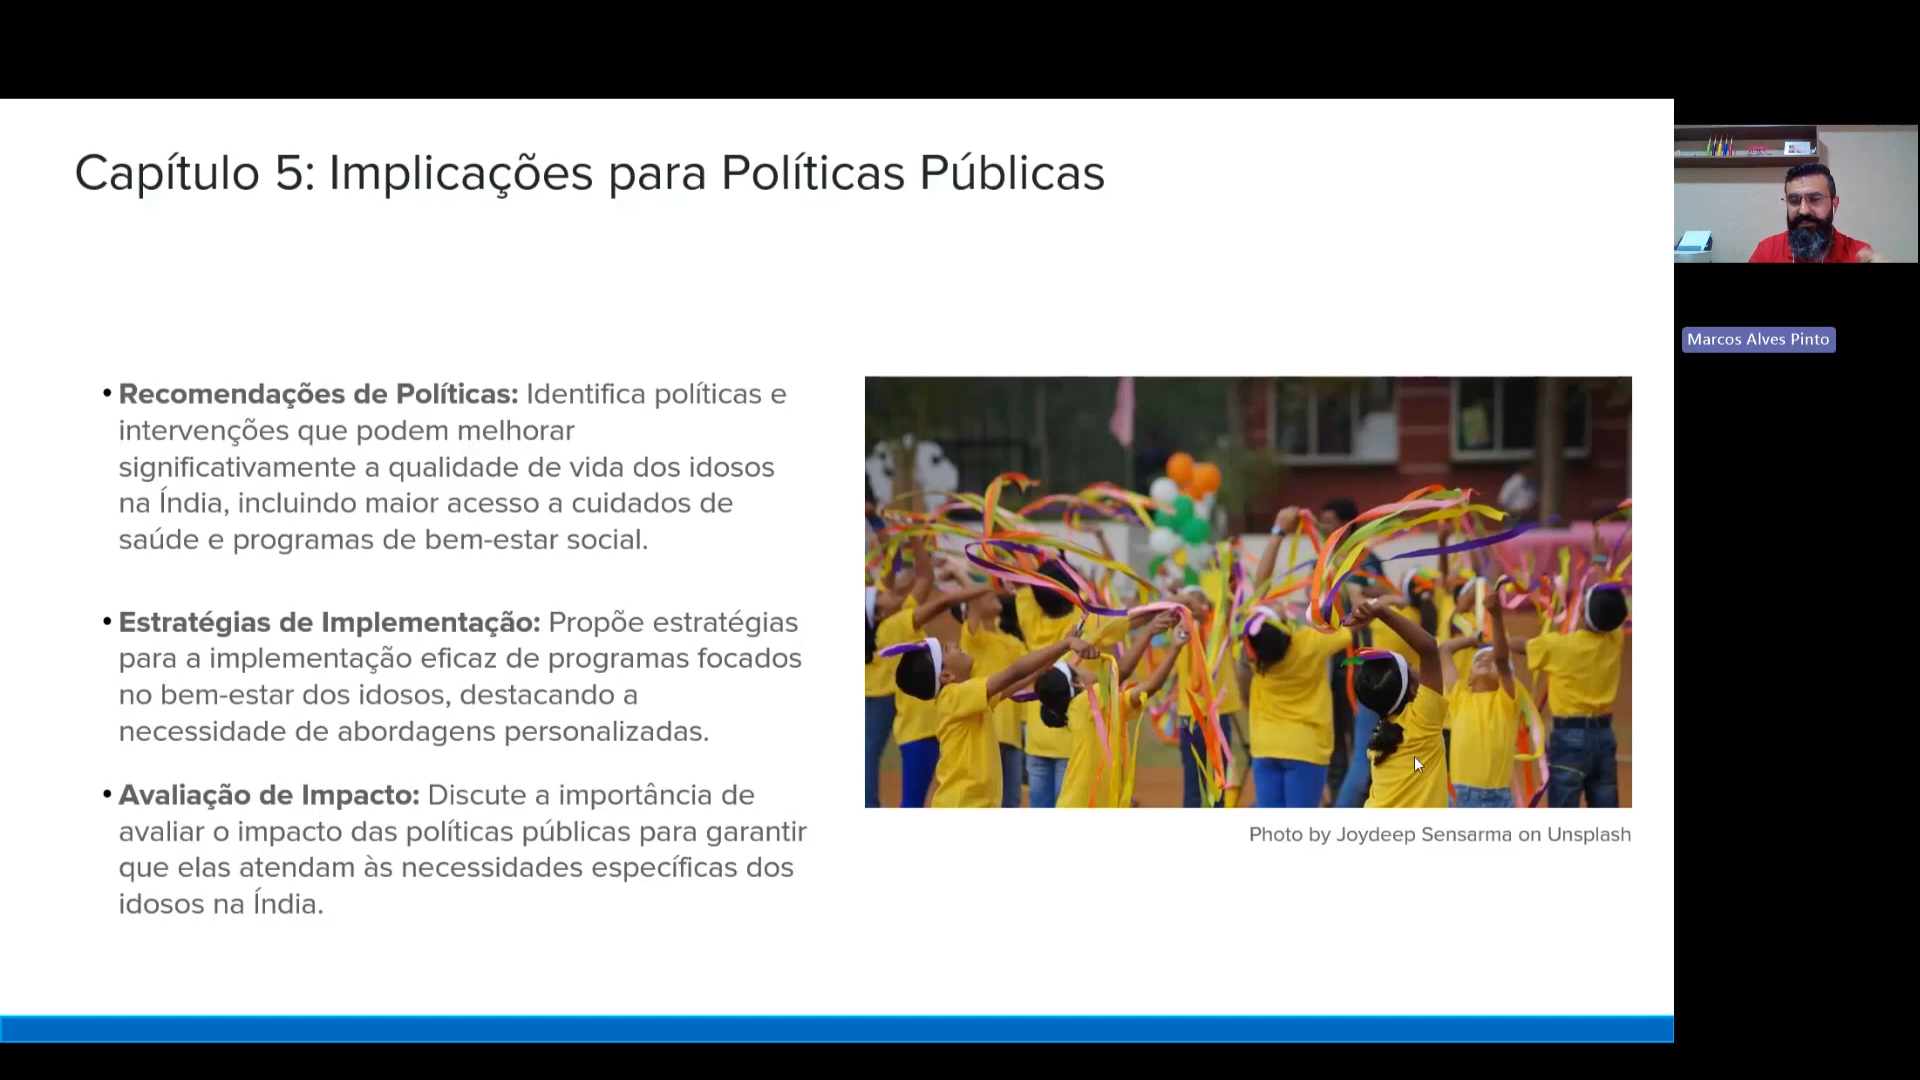 Capítulo 5: Implicações para Políticas Públicas
• Recomendações de Políticas: Identifica políticas e
intervenções que podem melhorar
significativamente a qualidade de vida dos idosos
na Índia, incluindo maior acesso a cuidados de
saúde e programas de bem-estar social.
• Estratégias de Implementação: Propõe estratégias
para a implementação eficaz de programas focados
no bem-estar dos idosos, destacando a
necessidade de abordagens personalizadas.
• Avaliação de Impacto: Discute a importância de
avaliar o impacto das políticas públicas para garantir
que elas atendam às necessidades específicas dos
idosos na Índia.
Photo by Joydeep Sensarma on Unsplash
Marcos Alves Pinto